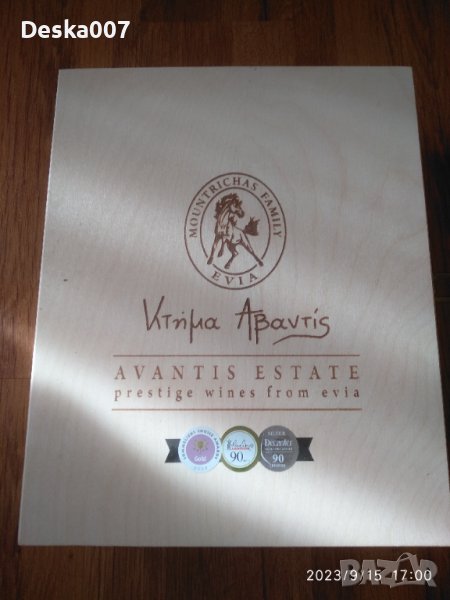 Deska007
MOUNTRICHAS FAMILY
EVIA
Κτήμα Αβαντίς
AVANTIS ESTATE
prestige wines from evia
Gold
90
SILVER
Decanter
90
2023/9/15 17:00
BAZAR